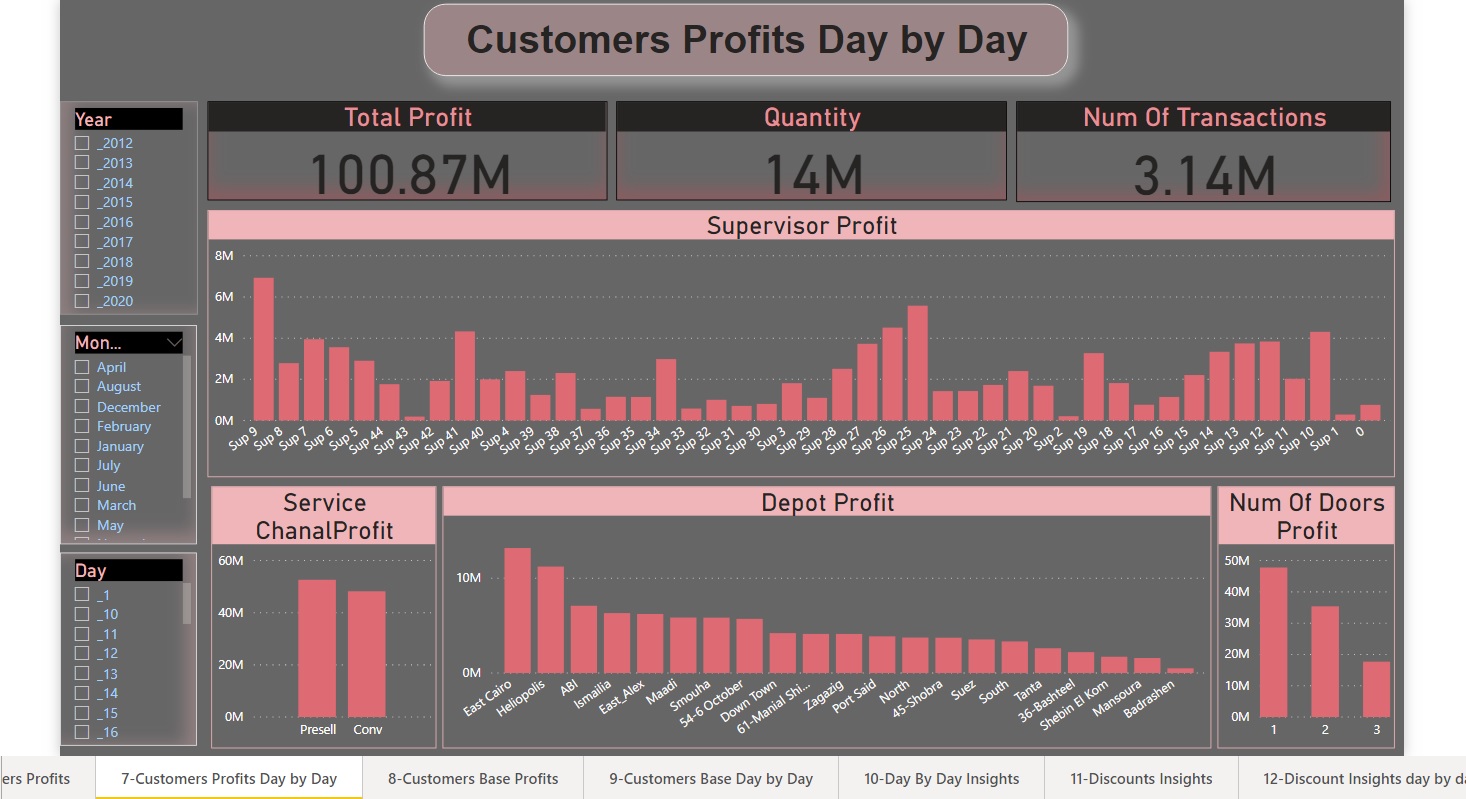 Customers Profits Day by Day
Year
_2012
_2013
_2014
_2015
_2016
_2017
_2018
_2019
_2020
Mon...
April
August
December
February
January
July
June
March
May
Day
_1
_10
_11
_12
_13
_14
_15
_16
Total Profit
100.87M
Quantity
14M
Num Of Transactions
3.14M
Supervisor Profit
8M
6M
4M
2M
0M
Sup 9 Sup 8 Sup 7 Sup 6 Sup 5 Sup 44 Sup 43 Sup 42 Sup 41 Sup 40 Sup 4 Sup 39 Sup 38 Sup 37 Sup 36 Sup 35 Sup 34 Sup 33 Sup 32 Sup 31 Sup 30 Sup 3 Sup 29 Sup 28 Sup 27 Sup 26 Sup 25 Sup 24 Sup 23 Sup 22 Sup 21 Sup 20 Sup 2 Sup 19 Sup 18 Sup 17 Sup 16 Sup 15 Sup 14 Sup 13 Sup 12 Sup 11 Sup 10 Sup 1 0
Service
ChanalProfit
60M
40M
20M
0M
Presell Conv
Depot Profit
10M
0M
East Cairo Heliopolis ABI Ismailia East_Alex Maadi Smouha 54-6 October Down Town 61-Manial Shi... Zagazig Port Said North 45-Shobra Suez South Tanta 36-Bashteel Shebin El Kom Mansoura Badrashen
Num Of Doors
Profit
50M
40M
30M
20M
10M
0M
1 2 3
ers Profits 7-Customers Profits Day by Day 8-Customers Base Profits 9-Customers Base Day by Day 10-Day By Day Insights 11-Discounts Insights 12-Discount Insights day by d